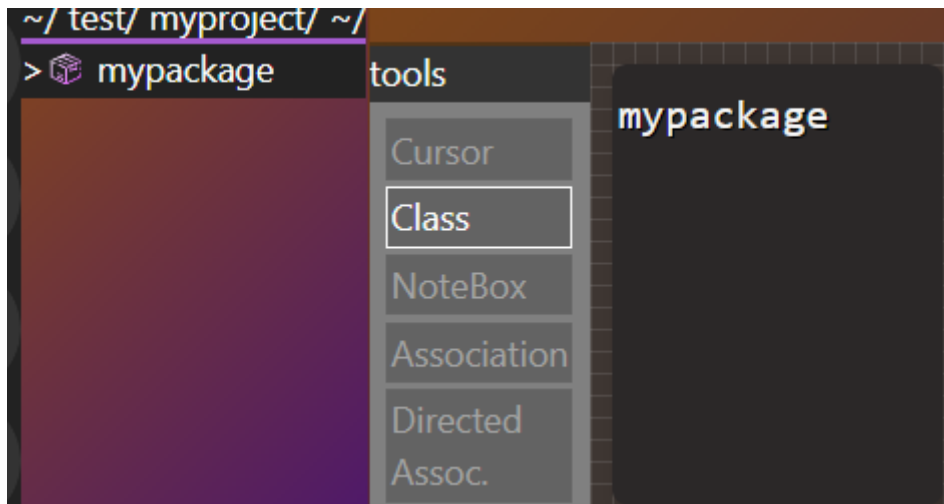 ~/ test/ myproject/ ~/
> mypackage
tools
Cursor
Class
NoteBox
Association
Directed
Assoc.
mypackage